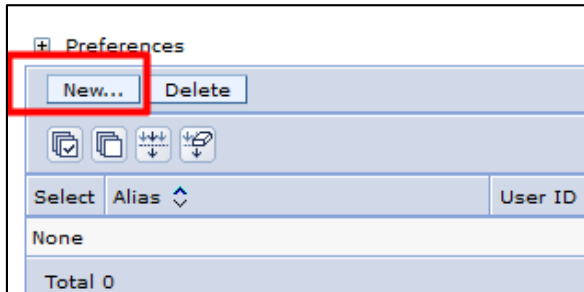 Preferences
New... Delete
Select Alias User ID
None
Total 0